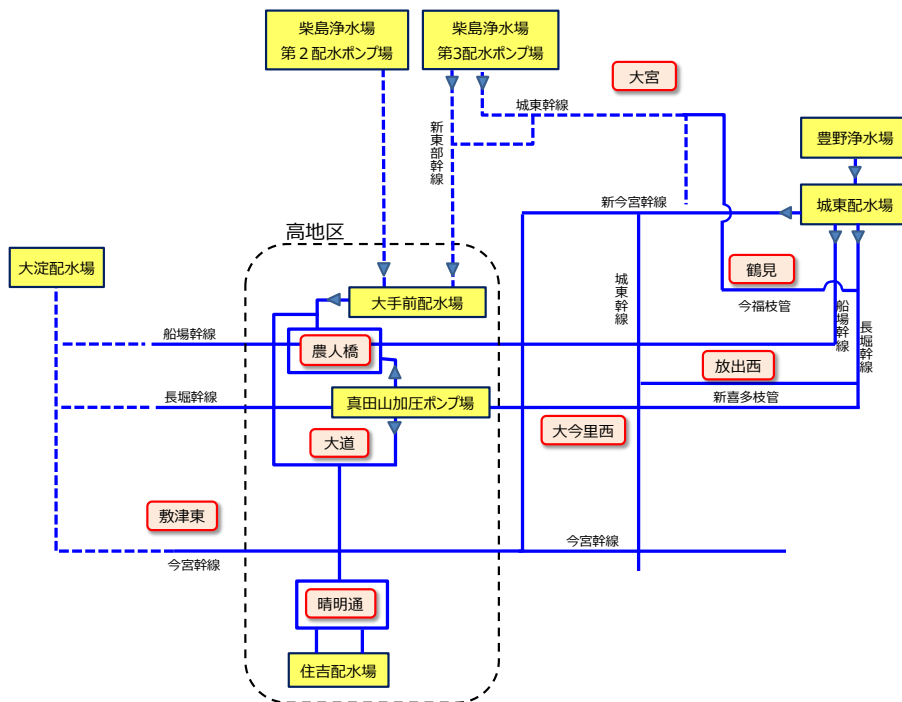 柴島浄水場
第２配水ポンプ場
柴島浄水場
第3配水ポンプ場
大宮
城東幹線
新東部幹線
豊野浄水場
城東配水場
新今宮幹線
高地区
大淀配水場
鶴見
城東幹線
大手前配水場
今福枝管
船場幹線
長堀幹線
船場幹線
農人橋
放出西
真田山加圧ポンプ場
長堀幹線
新喜多枝管
大道
大今里西
敷津東
今宮幹線
今宮幹線
晴明通
住吉配水場